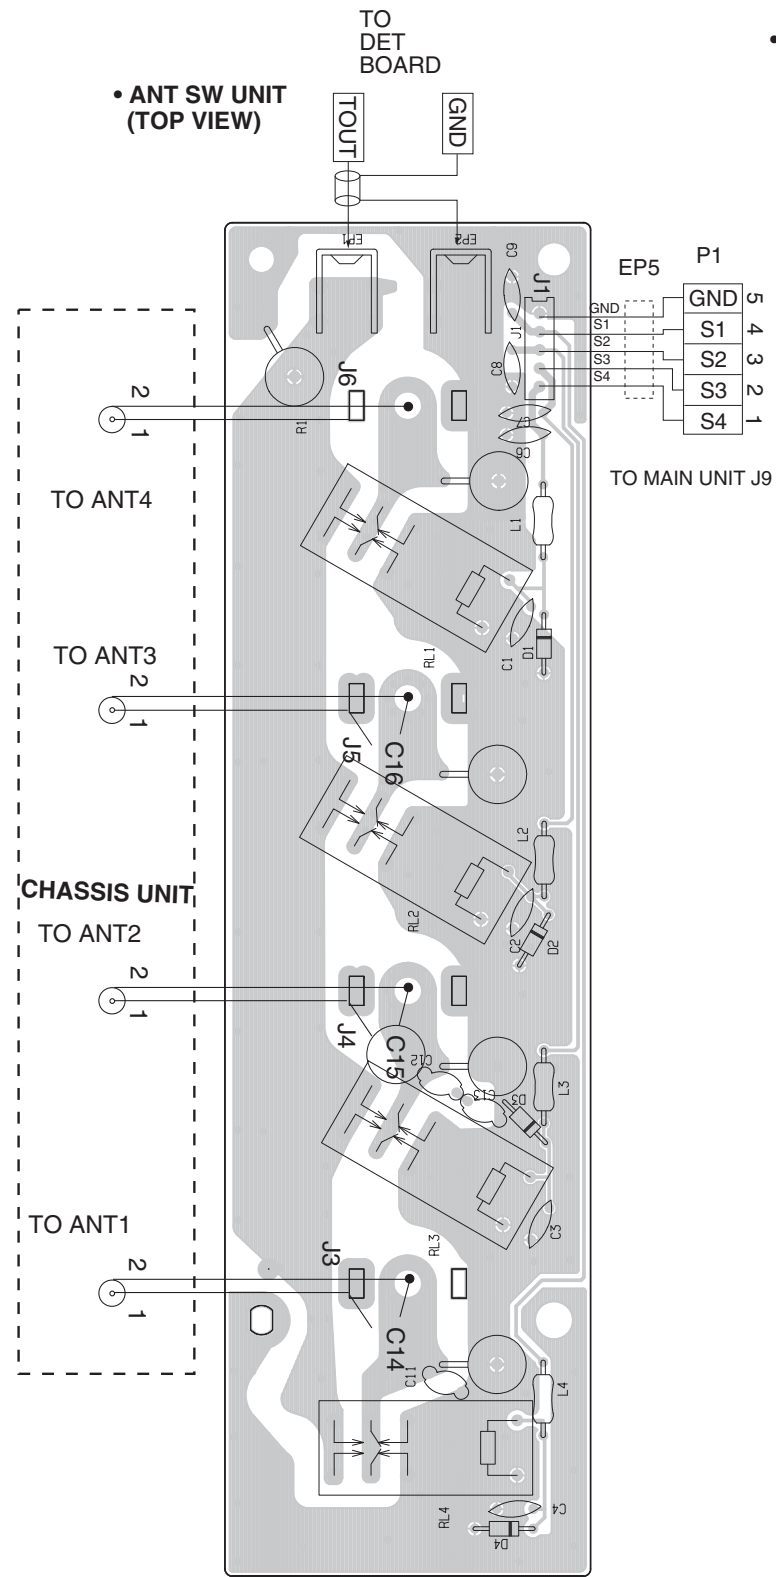 TO
DET
BOARD
• ANT SW UNIT
(TOP VIEW)
•
TOUT
GND
EP1
EP2
C9
J1
J1
C8
GND
S1
S2
S3
S4
EP5
P1
GND 5
S1 4
S2 3
S3 2
S4 1
TO MAIN UNIT J9
J6
R1
2
1
TO ANT4
C6
L1
C1
D1
RL1
TO ANT3
2
1
J5
C16
L2
RL2
C2
D2
CHASSIS UNIT
TO ANT2
2
1
J4
C15
C12
C13
D3
L3
C3
RL3
TO ANT1
2
1
J3
C14
C11
L4
RL4
C4
D4